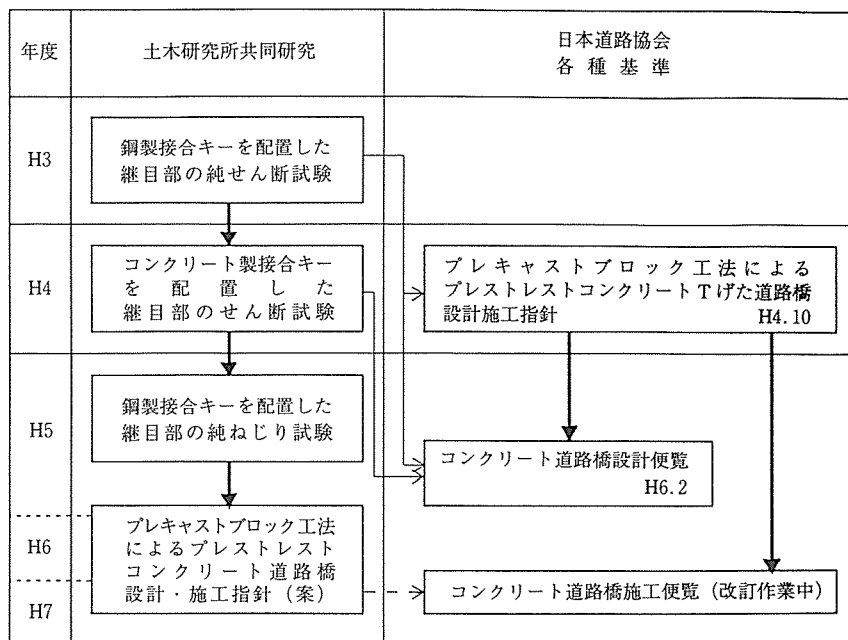 年度
土木研究所共同研究
日本道路協会
各種基準
H3
鋼製接合キーを配置した
継目部の純せん断試験
H4
コンクリート製接合キー
を配置した
継目部のせん断試験
プレキャストブロック工法による
プレストレストコンクリートTげた道路橋
設計施工指針 H4.10
H5
鋼製接合キーを配置した
継目部の純ねじり試験
コンクリート道路橋設計便覧
H6.2
H6
プレキャストブロック工法
によるプレストレスト
コンクリート道路橋
設計・施工指針(案)
H7
コンクリート道路橋施工便覧(改訂作業中)